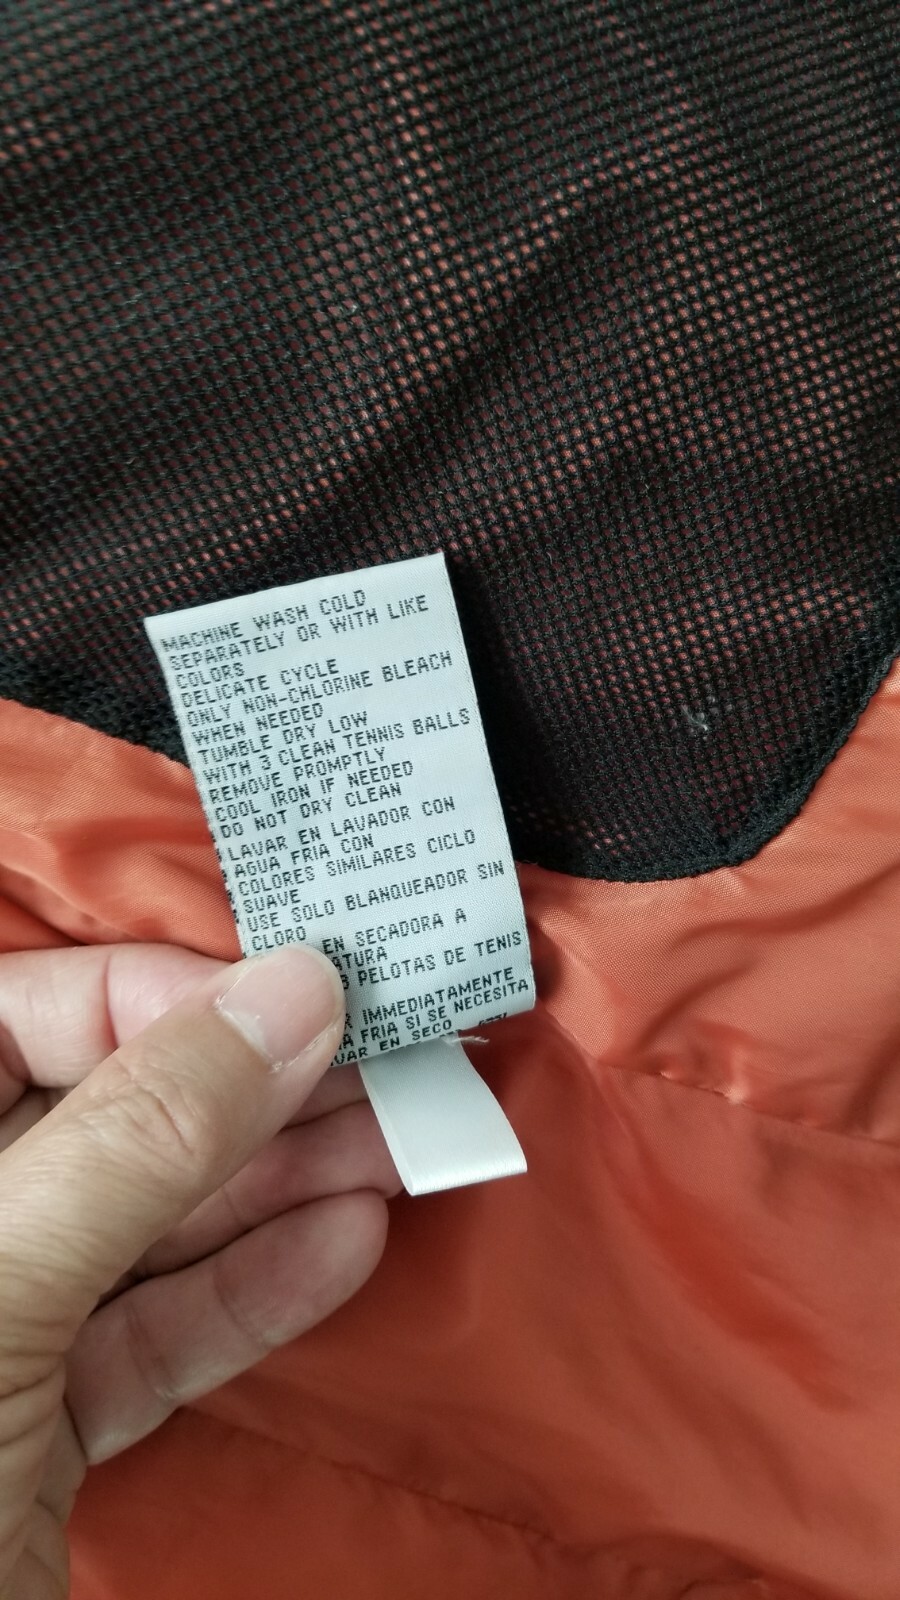 MACHINE WASH COLD
SEPARATELY OR WITH LIKE
COLORS
DELICATE CYCLE
ONLY NON-CHLORINE BLEACH
WHEN NEEDED
TUMBLE DRY LOW
WITH 3 CLEAN TENNIS BALLS
REMOVE PROMPTLY
COOL IRON IF NEEDED
DO NOT DRY CLEAN
LAVAR EN LAVADOR CON
AGUA FRIA CON
COLORES SIMILARES CICLO
SUAVE
USE SOLO BLANQUEADOR SIN
CLORO
EN SECADORA A
ATURA
3 PELOTAS DE TENIS
R IMMEDIATAMENTE
A FRIA SI SE NECESITA
VAR EN SECO